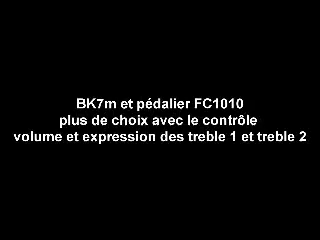 BK7m et pédalier FC1010
plus de choix avec le contrôle
volume et expression des treble 1 et treble 2